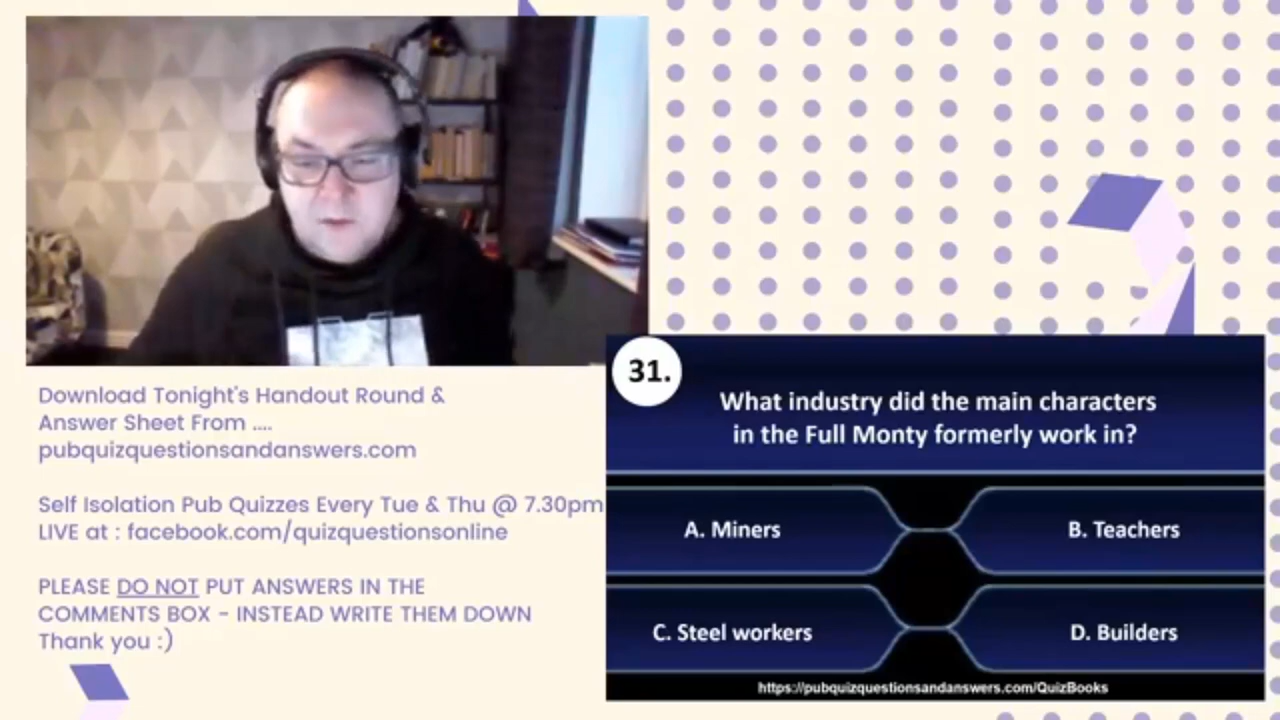 Download Tonight's Handout Round &
Answer Sheet From ....
pubquizquestionsandanswers.com
Self Isolation Pub Quizzes Every Tue & Thu @ 7.30pm
LIVE at : facebook.com/quizquestionsonline
PLEASE DO NOT PUT ANSWERS IN THE
COMMENTS BOX - INSTEAD WRITE THEM DOWN
Thank you :)
31.
What industry did the main characters
in the Full Monty formerly work in?
A. Miners
B. Teachers
C. Steel workers
D. Builders
https://pubquizquestionsandanswers.com/QuizBooks